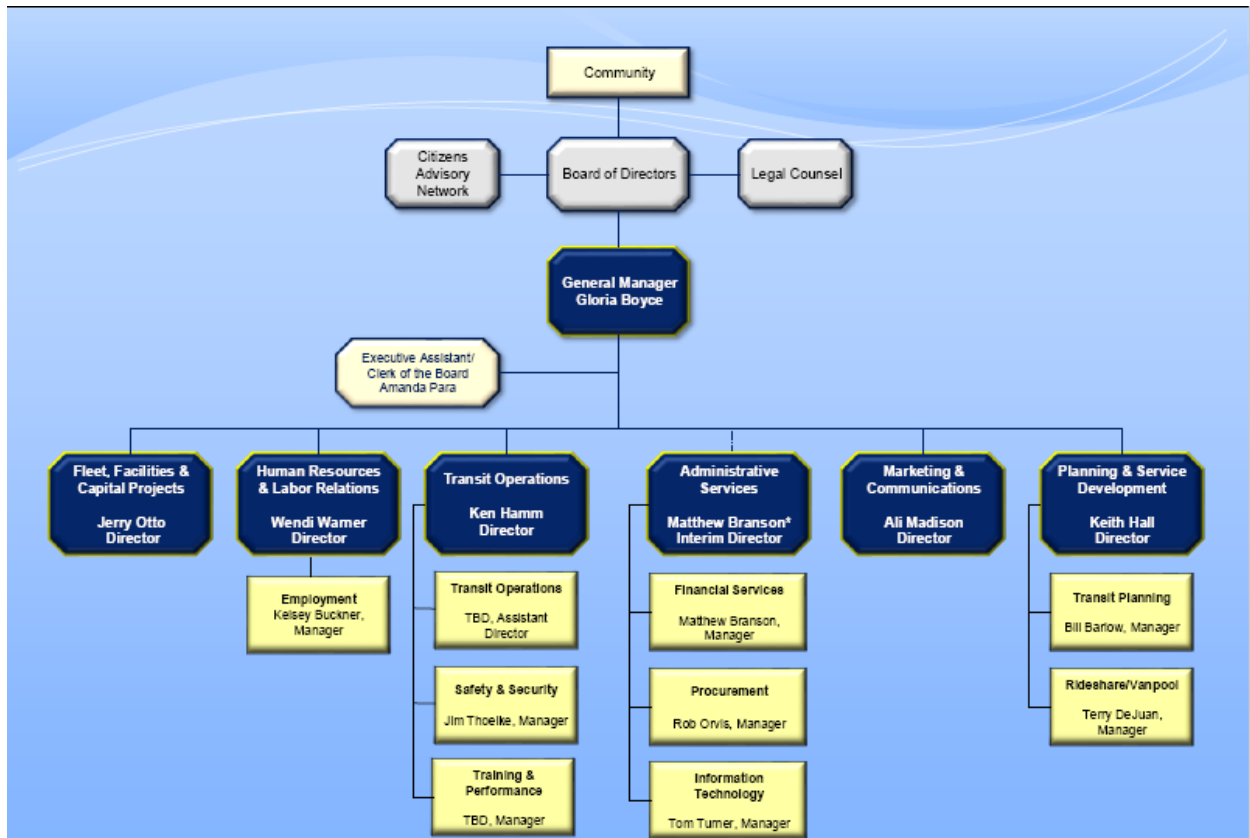 Community
Citizens
Advisory
Network
Board of Directors
Legal Counsel
General Manager
Gloria Boyce
Executive Assistant/
Clerk of the Board
Amanda Para
Fleet, Facilities &
Capital Projects
Jerry Otto
Director
Human Resources
& Labor Relations
Wendi Warner
Director
Transit Operations
Ken Hamm
Director
Administrative
Services
Matthew Branson*
Interim Director
Marketing &
Communications
Ali Madison
Director
Planning & Service
Development
Keith Hall
Director
Employment
Kelsey Buckner,
Manager
Transit Operations
TBD, Assistant
Director
Safety & Security
Jim Thoelke, Manager
Training &
Performance
TBD, Manager
Financial Services
Matthew Branson,
Manager
Procurement
Rob Orvis, Manager
Information
Technology
Tom Turner, Manager
Transit Planning
Bill Barlow, Manager
Rideshare/Vanpool
Terry DeJuan,
Manager